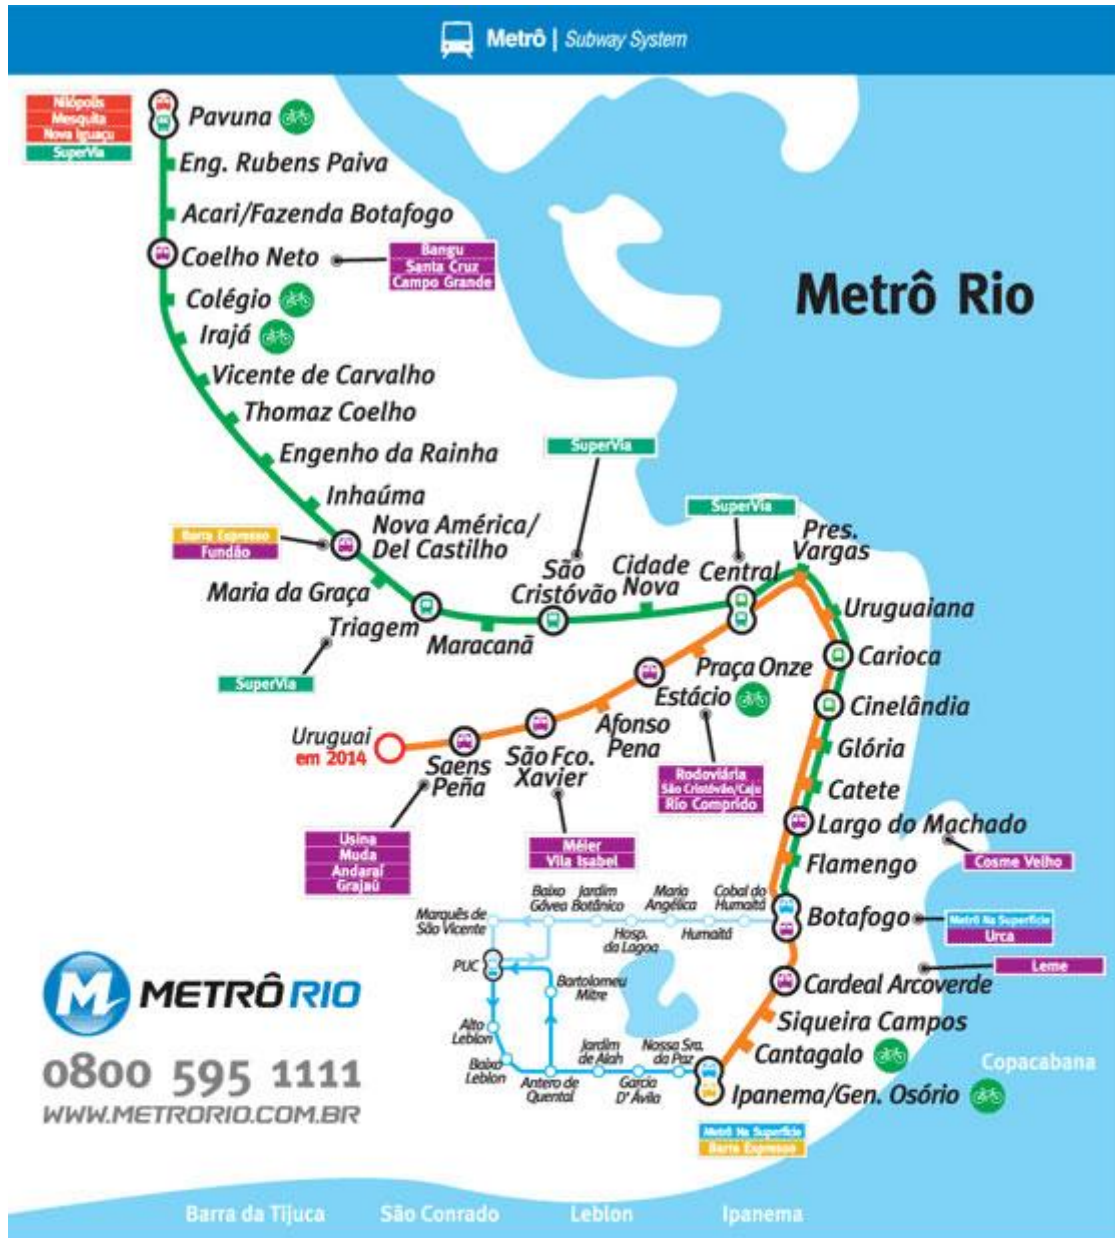 Metrô | Subway System
Nilópolis
Mesquita
Nova Iguaçu
SuperVia
Pavuna
Eng. Rubens Paiva
Acari/Fazenda Botafogo
Coelho Neto
Bangu
Santa Cruz
Campo Grande
Metrô Rio
Colégio
Irajá
Vicente de Carvalho
Thomaz Coelho
Engenho da Rainha
SuperVia
Inhaúma
SuperVia
Barra Expresso
Fundão
Nova América/
Del Castilho
Pres.
Vargas
São
Cristóvão
Cidade
Nova
Central
Maria da Graça
Uruguaiana
Triagem
Maracanã
Carioca
Praça Onze
SuperVia
Estácio
Cinelândia
Afonso
Pena
Uruguai
em 2014
Saens
Peña
São Fco.
Xavier
Glória
Rodoviária
São Cristóvão/Caju
Rio Comprido
Catete
Largo do Machado
Usina
Muda
Andaraí
Grajaú
Méier
Vila Isabel
Flamengo
Cosme Velho
Baixo
Gávea
Jardim
Botânico
Maria
Angélica
Cobal do
Humaitá
Marquês de
São Vicente
Botafogo
Metrô Na Superfície
Urca
Hosp.
da Lagoa
Humaitá
PUC
Leme
Bartolomeu
Mitre
Cardeal Arcoverde
METRÔ RIO
Siqueira Campos
Alto
Leblon
Jardim
de Alah
Nossa Sra.
da Paz
Cantagalo
Copacabana
Baixo
Leblon
0800 595 1111
Antero de
Quental
Garcia
D'Ávila
Ipanema/Gen. Osório
WWW.METRORIO.COM.BR
Metrô Na Superfície
Barra Expresso
Barra da Tijuca
São Conrado
Leblon
Ipanema